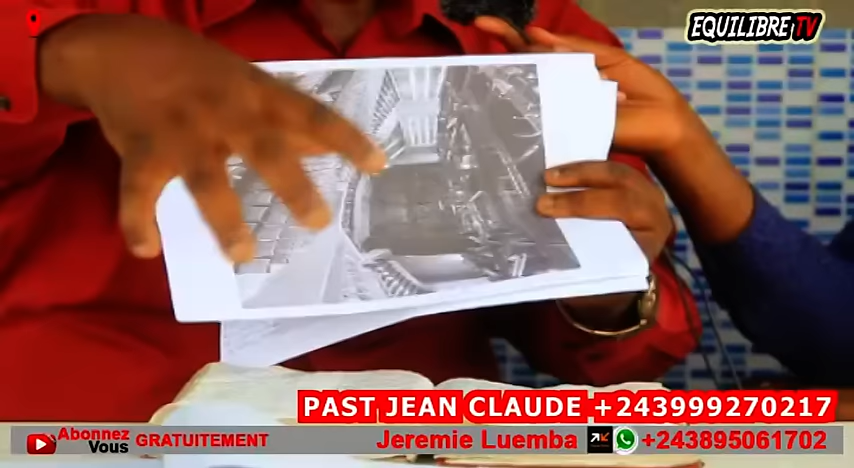 EQUILIBRE TV
PAST JEAN CLAUDE +243999270217
Abonnez
Vous
GRATUITEMENT
Jeremie Luemba
+243895061702